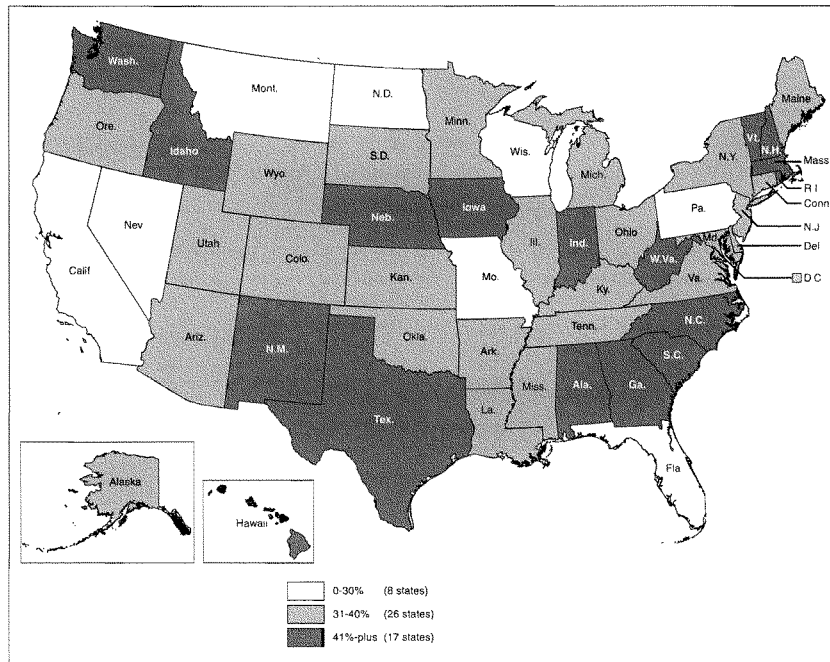 Wash.
Mont.
N.D.
Minn.
Maine
Ore.
Idaho
S.D.
Wis.
Mich.
N.Y.
Vt.
N.H.
Mass
R I
Conn
Wyo.
Iowa
Pa.
N.J
Nev
Neb.
Ill.
Ind.
Ohio
Md.
Del
D C
Calif
Utah
Colo.
Kan.
Mo.
W.Va.
Va.
Ky.
Ariz.
N.M.
Okla.
Ark.
Tenn.
N.C.
S.C.
Tex.
La.
Miss.
Ala.
Ga.
Fla
Alaska
Hawaii
0-30% (8 states)
31-40% (26 states)
41%-plus (17 states)